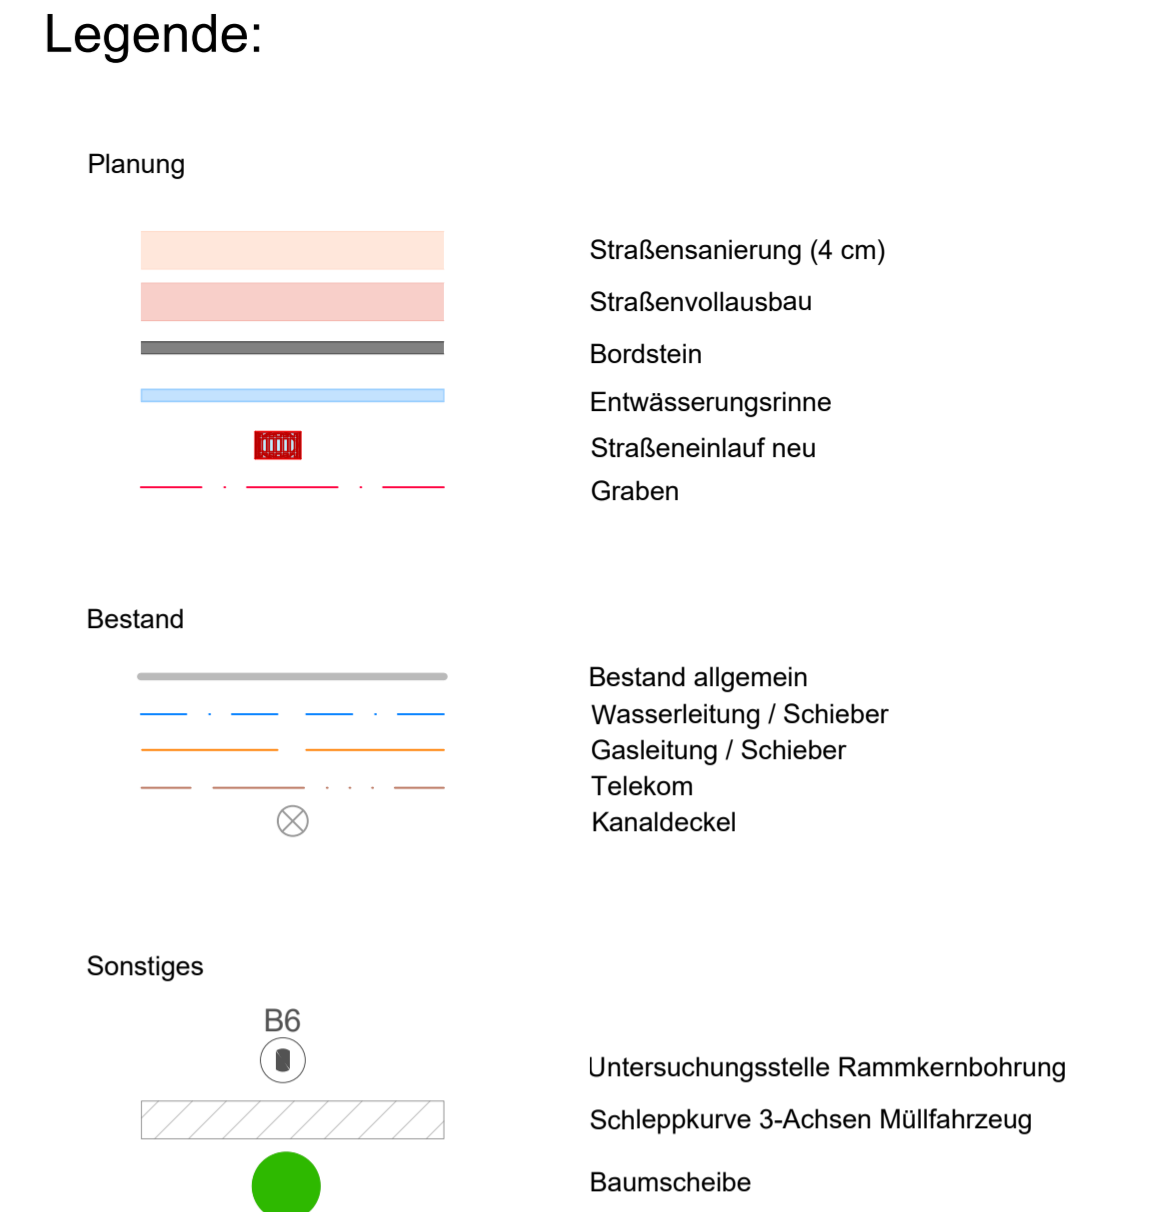 Legende:
Planung
Straßensanierung (4 cm)
Straßenvollausbau
Bordstein
Entwässerungsrinne
Straßeneinlauf neu
Graben
Bestand
Bestand allgemein
Wasserleitung / Schieber
Gasleitung / Schieber
Telekom
Kanaldeckel
Sonstiges
B6
Untersuchungsstelle Rammkernbohrung
Schleppkurve 3-Achsen Müllfahrzeug
Baumscheibe